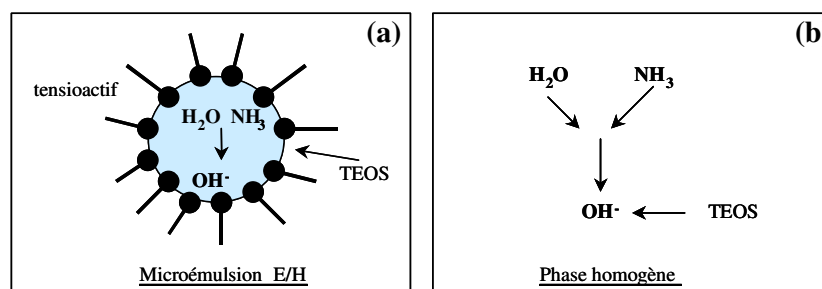 (a)
tensioactif
H₂O NH₃
OH⁻
TEOS
Microémulsion E/H
(b
H₂O NH₃
OH⁻ TEOS
Phase homogène